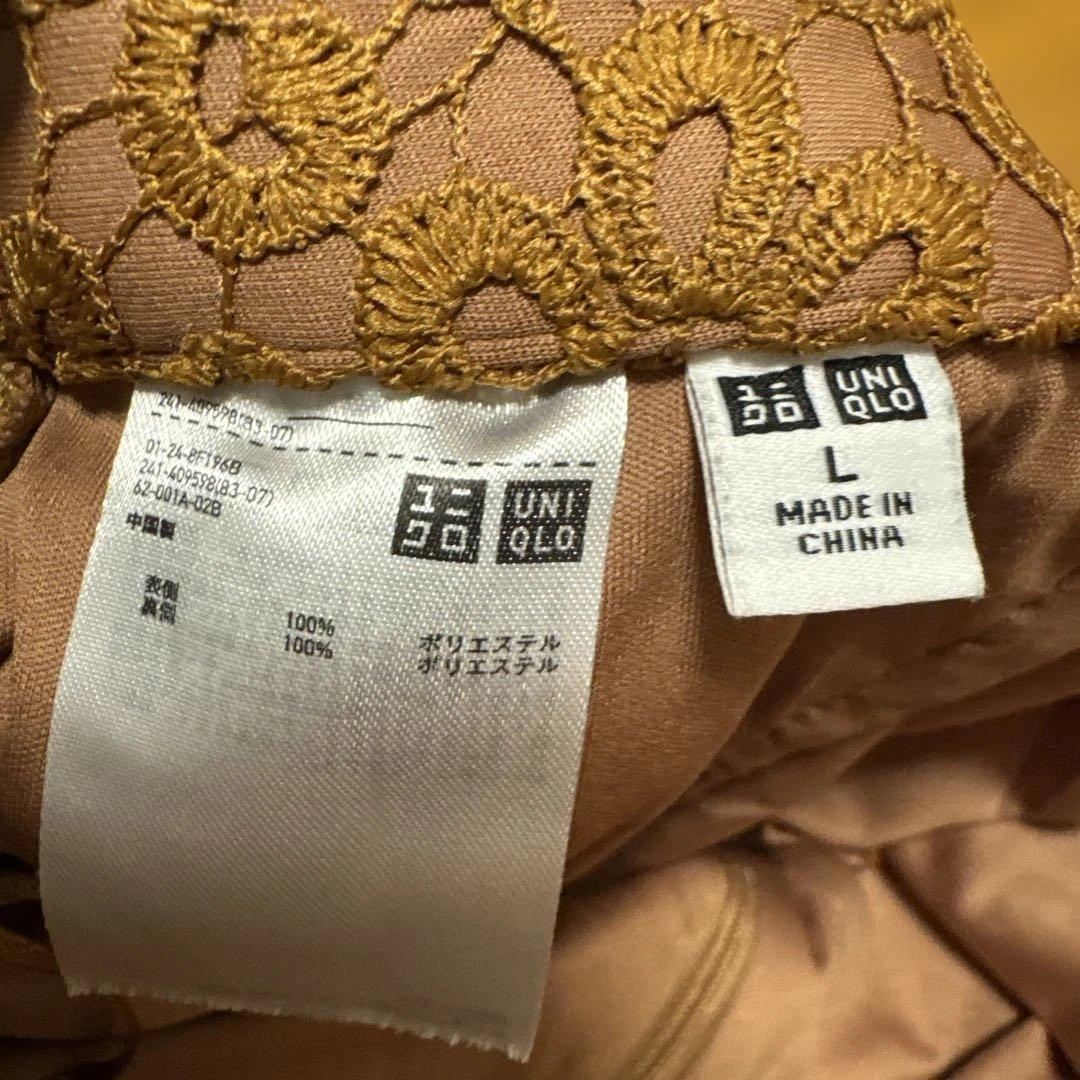 241-409598(83-07)
01-24-8F196B
241-409598(83-07)
62-001A-02B
中国製
ユニ
クロ
UNI
QLO
表側 100% ポリエステル
裏側 100% ポリエステル
ユニ
クロ
UNI
QLO
L
MADE IN
CHINA